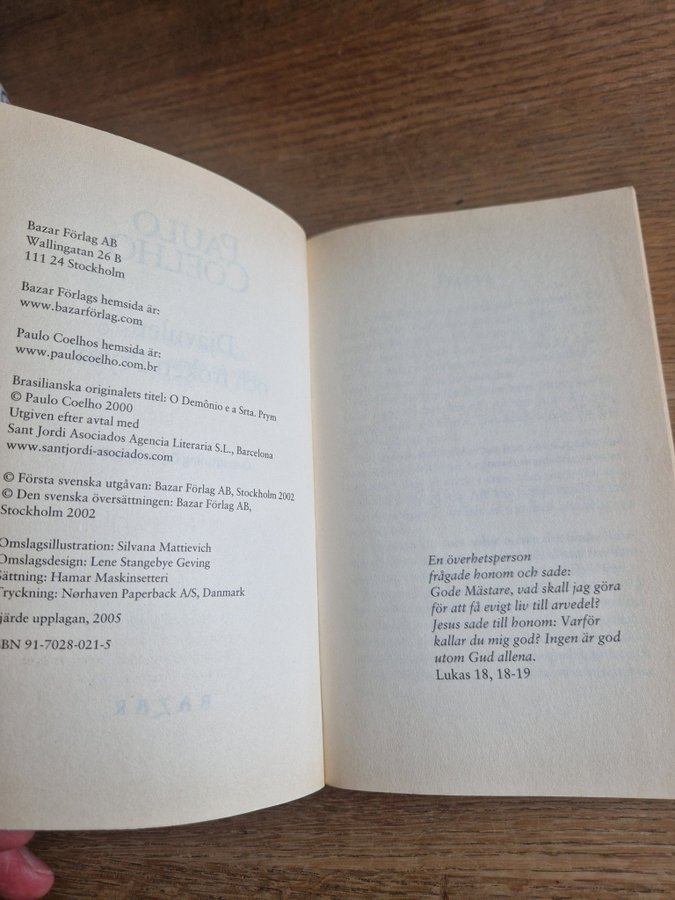 Bazar Förlag AB
Wallingatan 26 B
111 24 Stockholm
Bazar Förlags hemsida är:
www.bazarförlag.com
Paulo Coelhos hemsida är:
www.paulocoelho.com.br
Brasilianska originalets titel: O Demônio e a Srta. Prym
© Paulo Coelho 2000
Utgiven efter avtal med
Sant Jordi Asociados Agencia Literaria S.L., Barcelona
www.santjordi-asociados.com
© Första svenska utgåvan: Bazar Förlag AB, Stockholm 2002
© Den svenska översättningen: Bazar Förlag AB,
Stockholm 2002
Omslagsillustration: Silvana Mattievich
Omslagsdesign: Lene Stangebye Geving
Sättning: Hamar Maskinsetteri
Tryckning: Nørhaven Paperback A/S, Danmark
järde upplagan, 2005
BN 91-7028-021-5
En överhetsperson
frågade honom och sade:
Gode Mästare, vad skall jag göra
för att få evigt liv till arvedel?
Jesus sade till honom: Varför
kallar du mig god? Ingen är god
utom Gud allena.
Lukas 18, 18-19